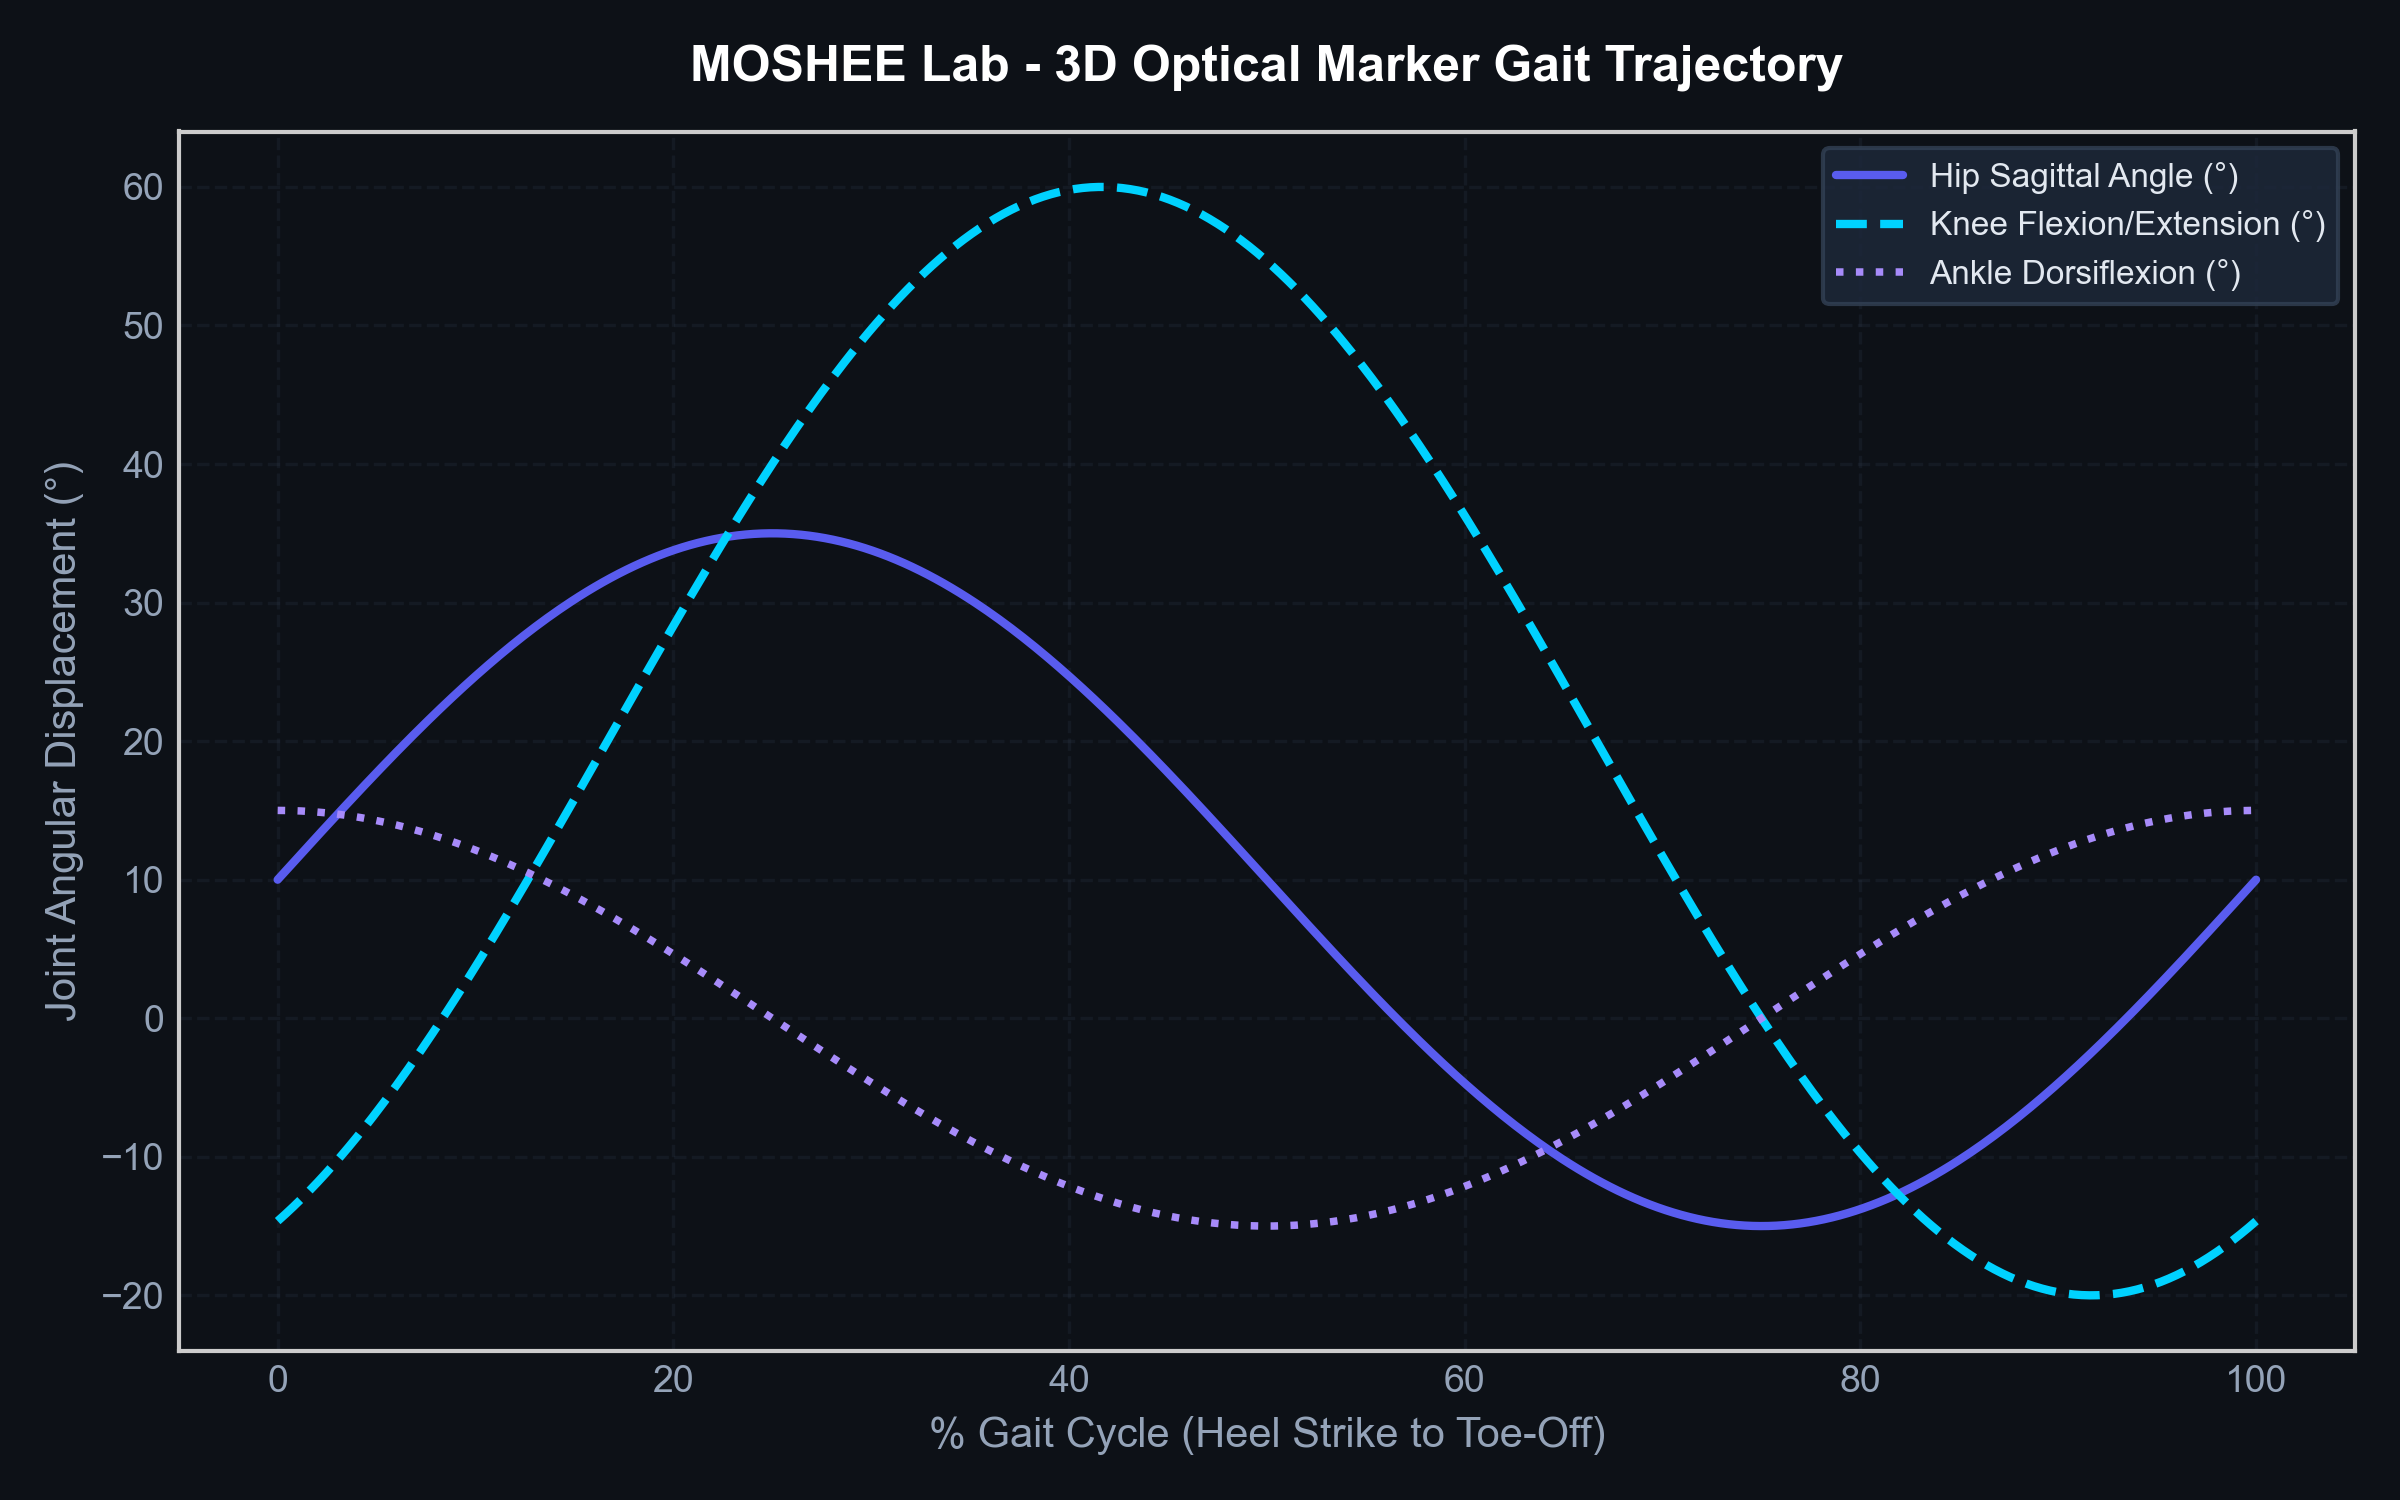 MOSHEE Lab - 3D Optical Marker Gait Trajectory
Hip Sagittal Angle (°)
Knee Flexion/Extension (°)
Ankle Dorsiflexion (°)
Joint Angular Displacement (°)
60
50
40
30
20
10
0
−10
−20
0 20 40 60 80 100
% Gait Cycle (Heel Strike to Toe-Off)